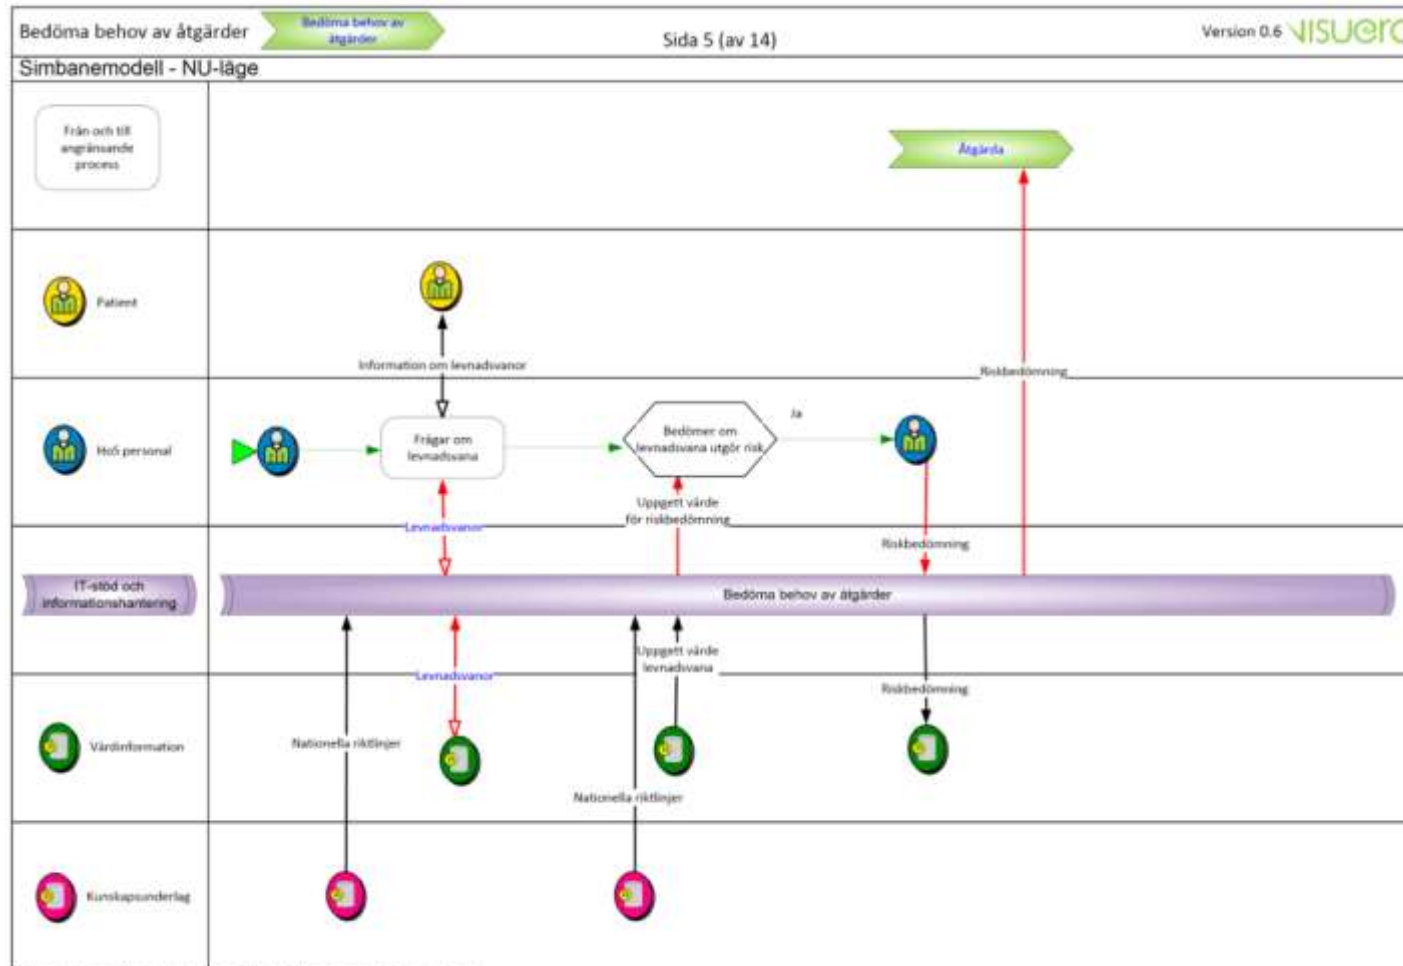 Bedöma behov av åtgärder
Bedöma behov av
åtgärder
Sida 5 (av 14)
Version 0.6
Visuera
Simbanemodell - NU-läge
Från och till
angränsande
process
Åtgärda
Patient
Information om levnadsvanor
Riskbedömning
HoS personal
Frågar om
levnadsvana
Bedömer om
levnadsvana utgör risk
Ja
Levnadsvanor
Uppgett värde
för riskbedömning
Riskbedömning
IT-stöd och
informationshantering
Bedöma behov av åtgärder
Levnadsvanor
Uppgett värde
levnadsvana
Riskbedömning
Vårdinformation
Nationella riktlinjer
Nationella riktlinjer
Kunskapsunderlag